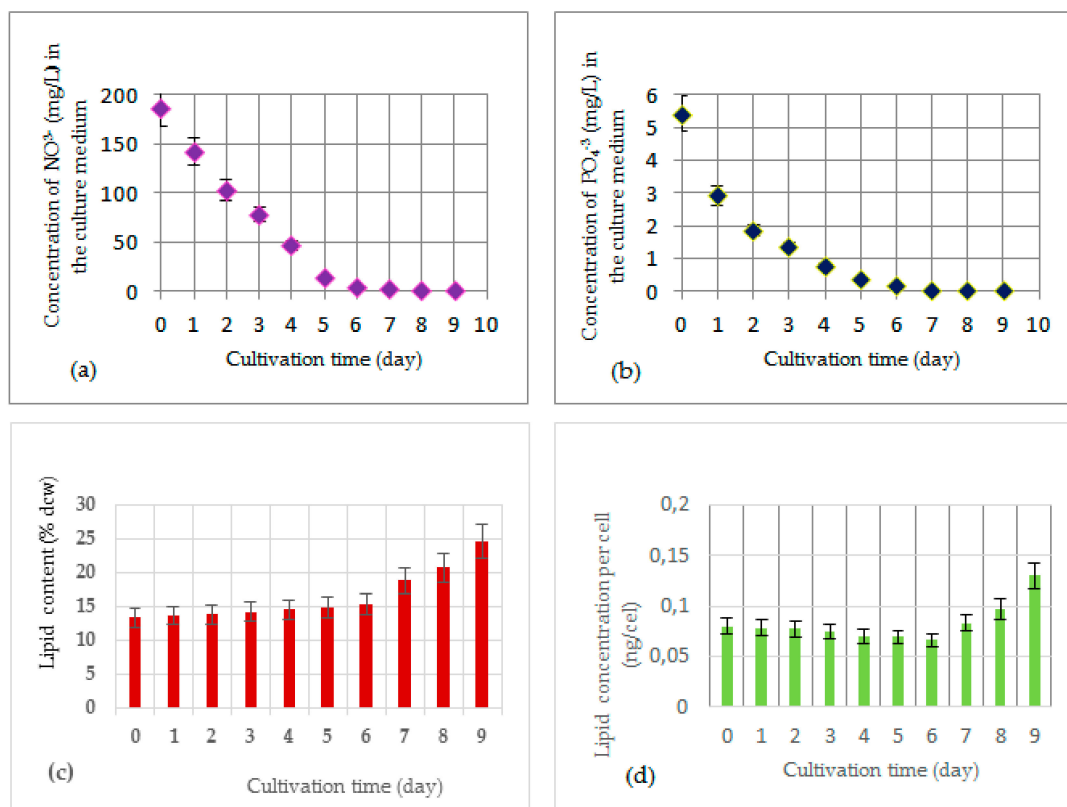 Concentration of NO³⁻ (mg/L) in
the culture medium
200
150
100
50
0
0 1 2 3 4 5 6 7 8 9 10
Cultivation time (day)
(a)
Concentration of PO₄⁻³ (mg/L) in
the culture medium
6
5
4
3
2
1
0
0 1 2 3 4 5 6 7 8 9 10
Cultivation time (day)
(b)
Lipid content (% dcw)
30
25
20
15
10
5
0
0 1 2 3 4 5 6 7 8 9
(c)
Cultivation time (day)
Lipid concentration per cell
(ng/cel)
0,2
0,15
0,1
0,05
0
0 1 2 3 4 5 6 7 8 9
(d)
Cultivation time (day)